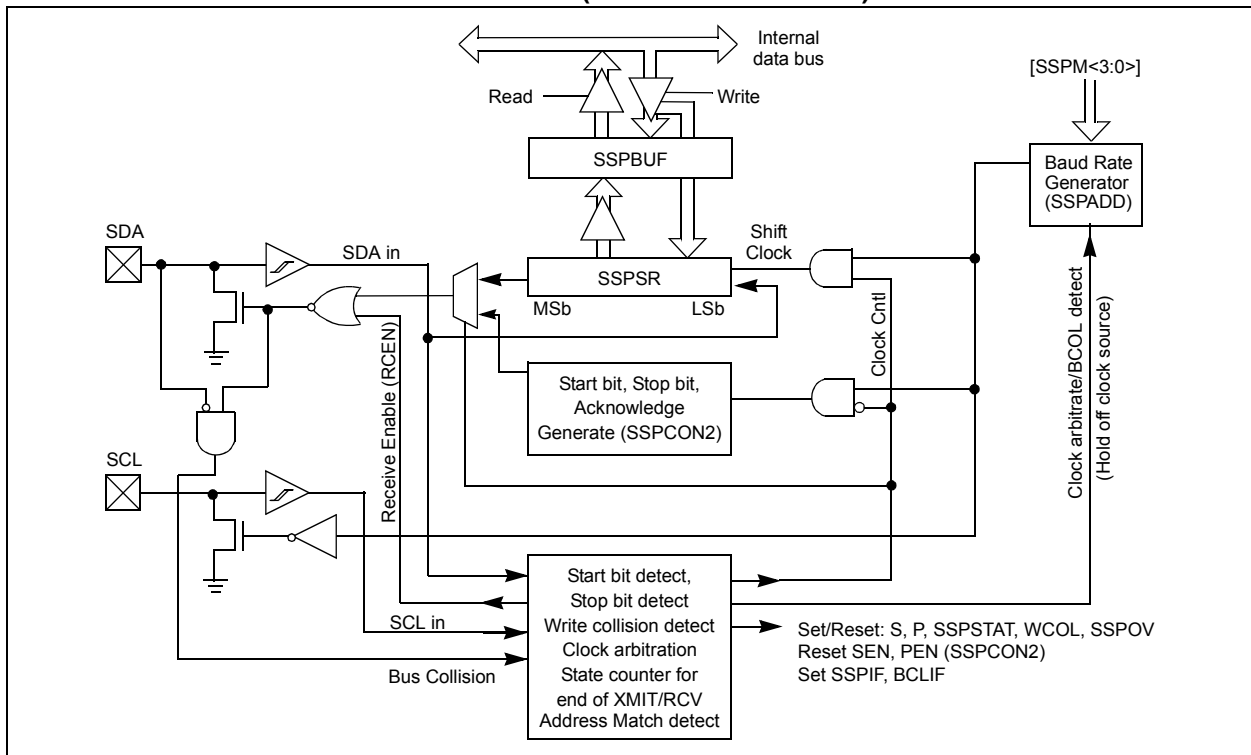 Internal
data bus
[SSPM<3:0>]
Read
Write
SSPBUF
Baud Rate
Generator
(SSPADD)
SDA
SDA in
Shift
Clock
SSPSR
MSb
LSb
Clock Cntl
Clock arbitrate/BCOL detect
(Hold off clock source)
Receive Enable (RCEN)
Start bit, Stop bit,
Acknowledge
Generate (SSPCON2)
SCL
SCL in
Bus Collision
Start bit detect,
Stop bit detect
Write collision detect
Clock arbitration
State counter for
end of XMIT/RCV
Address Match detect
Set/Reset: S, P, SSPSTAT, WCOL, SSPOV
Reset SEN, PEN (SSPCON2)
Set SSPIF, BCLIF